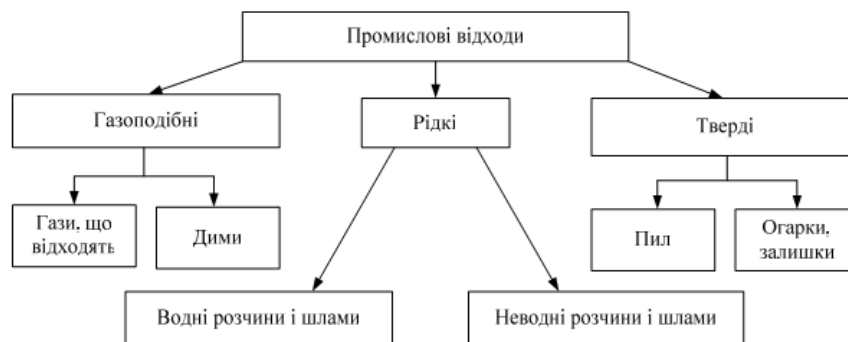 Промислові відходи
Газоподібні
Рідкі
Тверді
Гази, що
відходять
Дими
Пил
Огарки,
залишки
Водні розчини і шлами
Неводні розчини і шлами